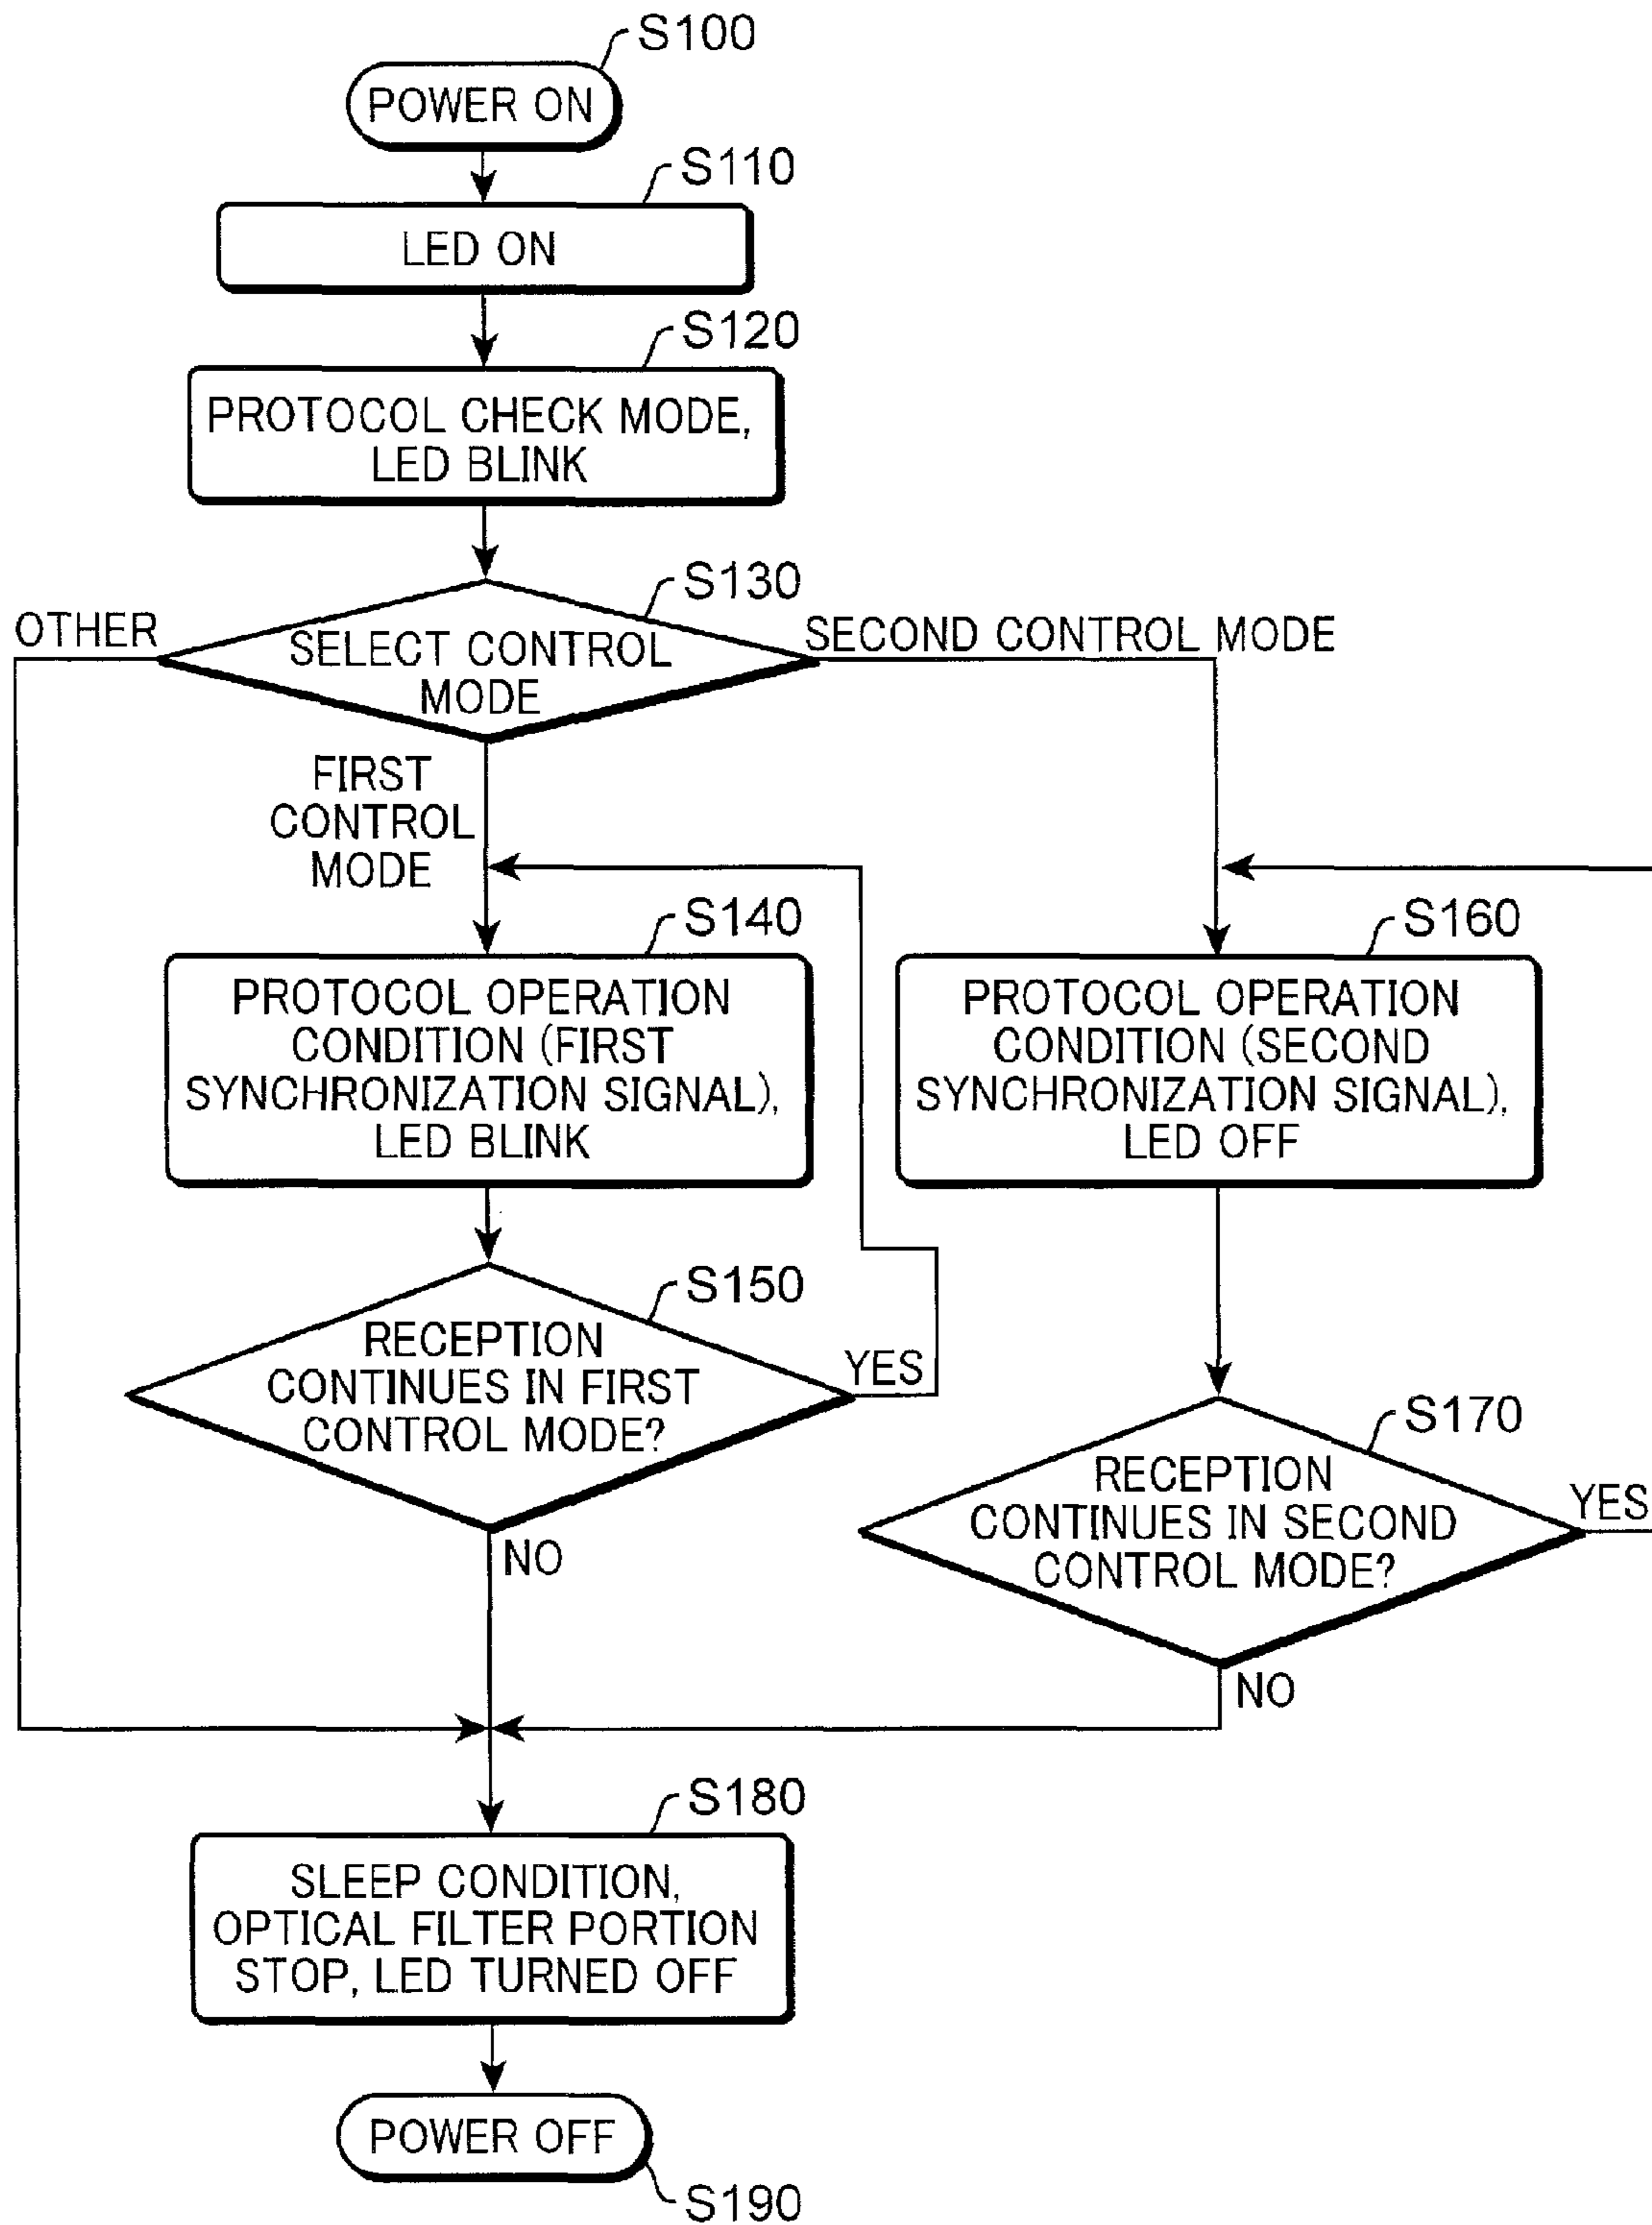 S100
POWER ON
S110
LED ON
S120
PROTOCOL CHECK MODE,
LED BLINK
S130
OTHER
SELECT CONTROL
MODE
SECOND CONTROL MODE
FIRST
CONTROL
MODE
S140
PROTOCOL OPERATION
CONDITION (FIRST
SYNCHRONIZATION SIGNAL),
LED BLINK
S160
PROTOCOL OPERATION
CONDITION (SECOND
SYNCHRONIZATION SIGNAL),
LED OFF
S150
RECEPTION
CONTINUES IN FIRST
CONTROL MODE?
YES
NO
S170
RECEPTION
CONTINUES IN SECOND
CONTROL MODE?
YES
NO
S180
SLEEP CONDITION,
OPTICAL FILTER PORTION
STOP, LED TURNED OFF
POWER OFF
S190